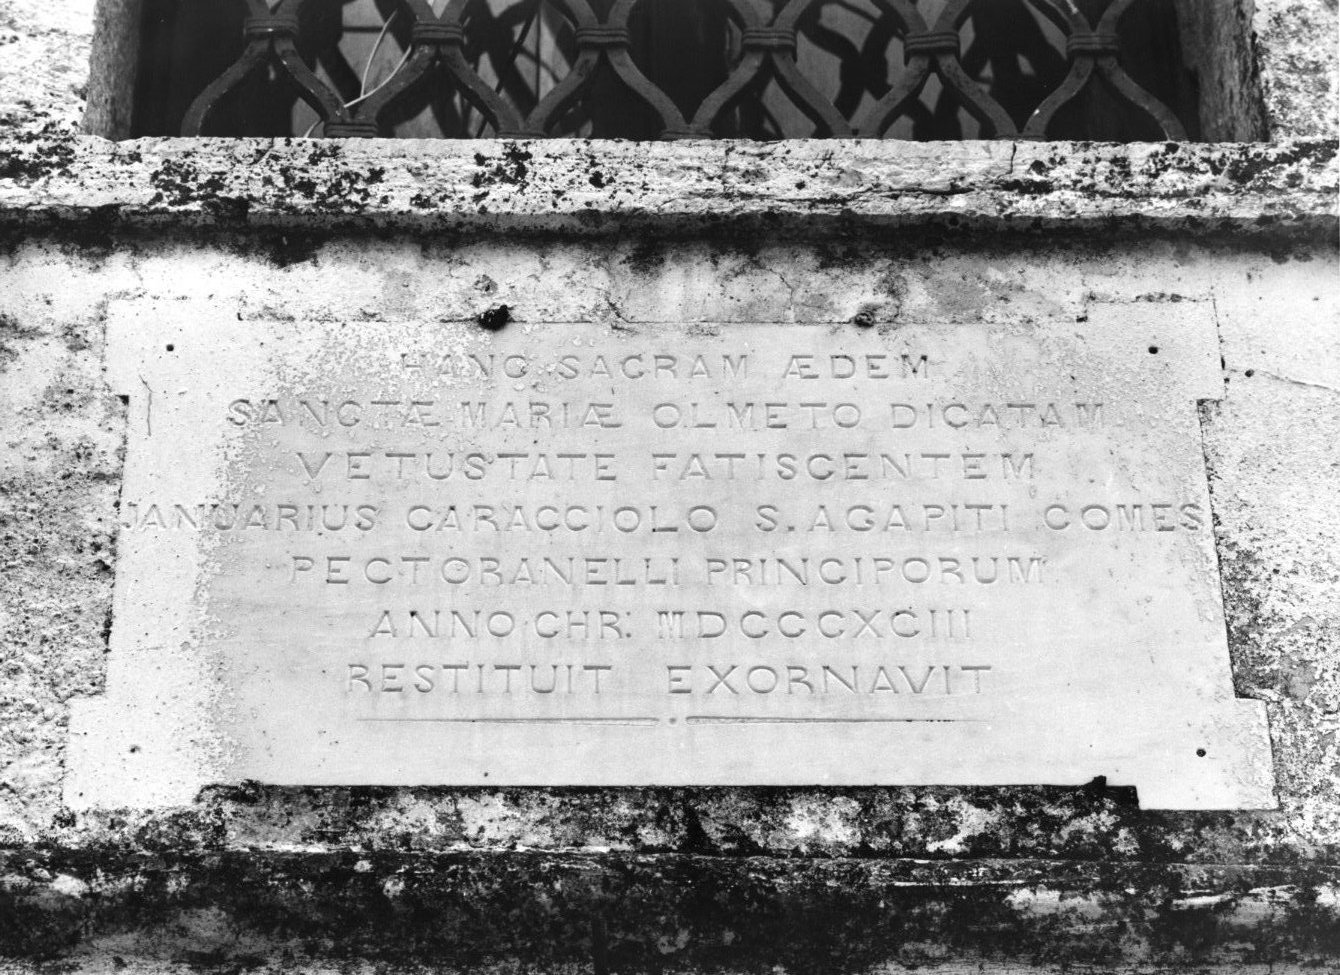 HANC SACRAM ÆDEM
SANCTÆ MARIÆ OLMETO DICATAM
VETUSTATE FATISCENTEM
JANUARIUS CARACCIOLO S. AGAPITI COMES
PECTORANELLI PRINCIPORUM
ANNO CHR. MDCCCXCIII
RESTITUIT EXORNAVIT